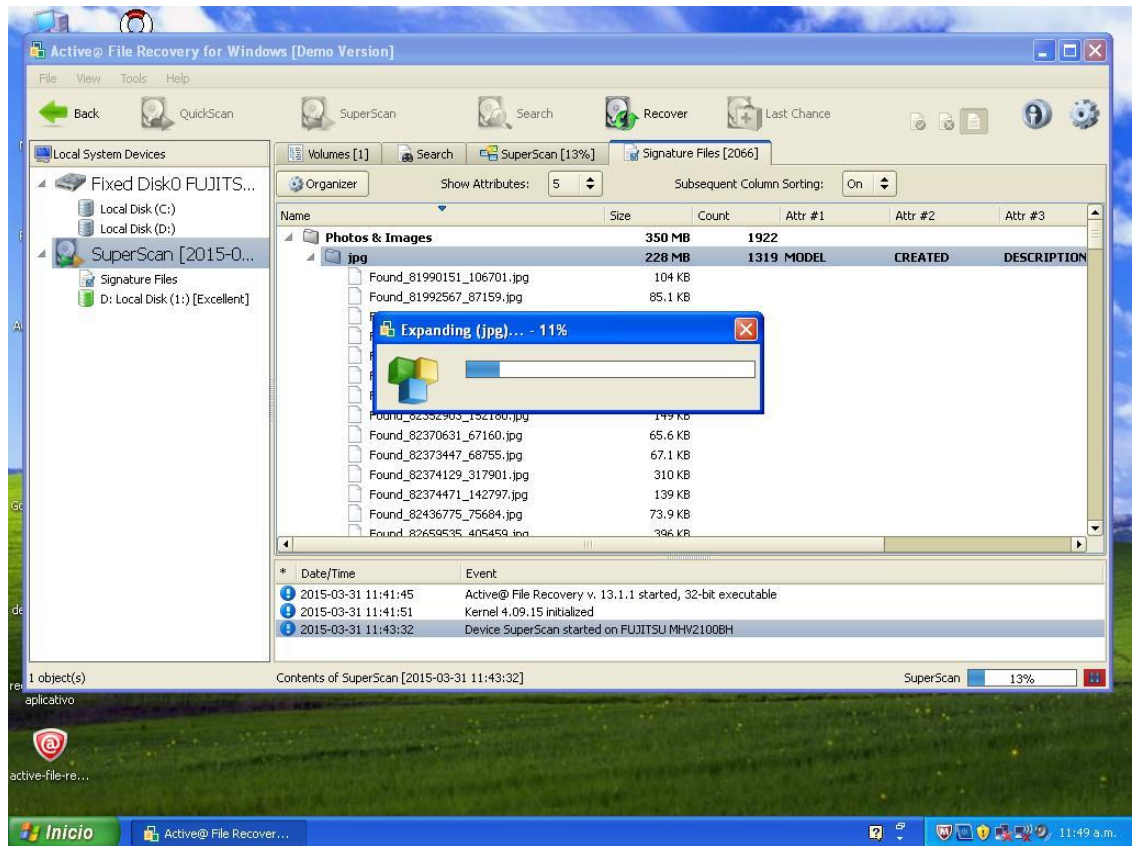 Active@ File Recovery for Windows [Demo Version]
File View Tools Help
Back QuickScan SuperScan Search Recover Last Chance
Local System Devices
Volumes [1] Search SuperScan [13%] Signature Files [2066]
Fixed Disk0 FUJITS...
Organizer Show Attributes: 5 Subsequent Column Sorting: On
Local Disk (C:)
Local Disk (D:)
SuperScan [2015-0...
Signature Files
D: Local Disk (1:) [Excellent]
Name Size Count Attr #1 Attr #2 Attr #3
Photos & Images 350 MB 1922
jpg 228 MB 1319 MODEL CREATED DESCRIPTION
Found_81990151_106701.jpg 104 KB
Found_81992567_87159.jpg 85.1 KB
Expanding (jpg)... - 11%
Found_82352903_152180.jpg 149 KB
Found_82370631_67160.jpg 65.6 KB
Found_82373447_68755.jpg 67.1 KB
Found_82374129_317901.jpg 310 KB
Found_82374471_142797.jpg 139 KB
Found_82436775_75684.jpg 73.9 KB
Found_82659535_405459.jpg 396 KB
* Date/Time Event
2015-03-31 11:41:45 Active@ File Recovery v. 13.1.1 started, 32-bit executable
2015-03-31 11:41:51 Kernel 4.09.15 initialized
2015-03-31 11:43:32 Device SuperScan started on FUJITSU MHV2100BH
1 object(s) Contents of SuperScan [2015-03-31 11:43:32] SuperScan 13%
aplicativo
active-file-re...
Inicio Active@ File Recover... 11:49 a.m.